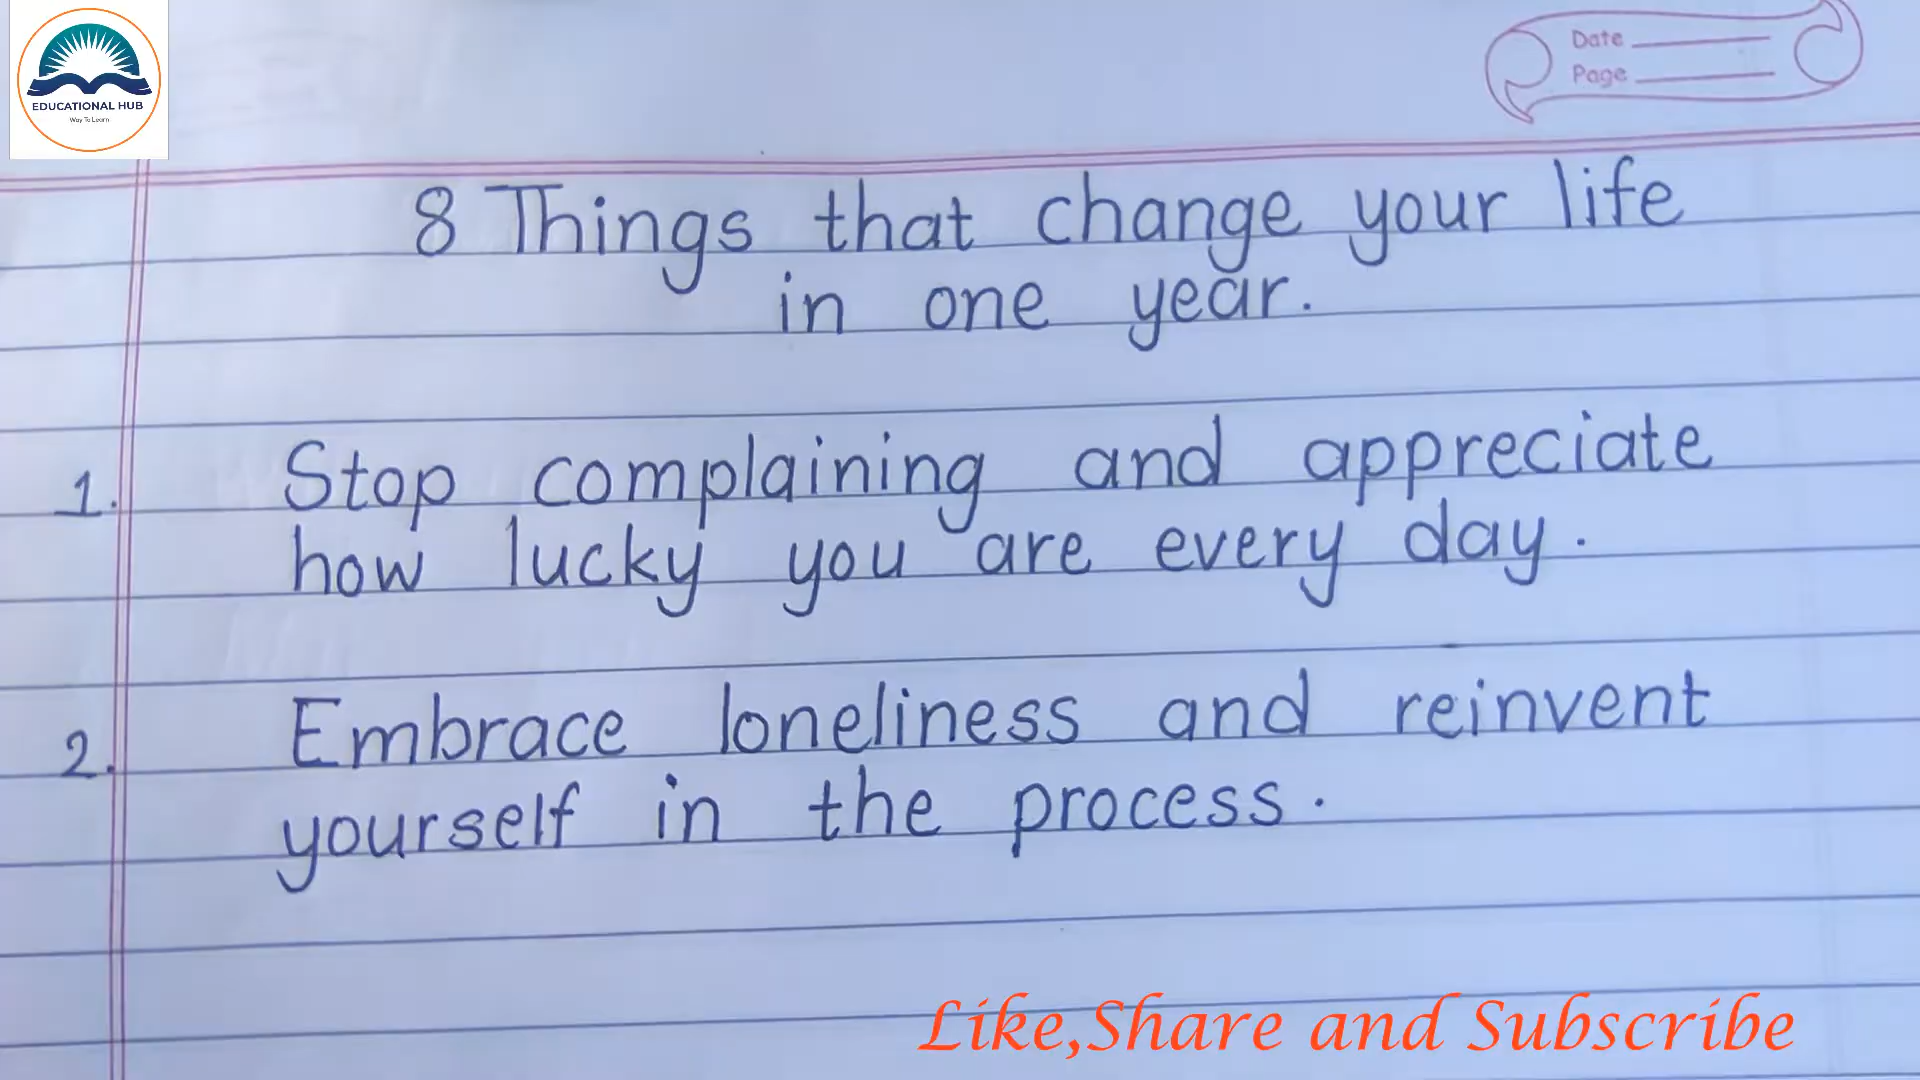 EDUCATIONAL HUB
Way To Learn
Date
Page
8 Things that change your life
in one year.
1. Stop complaining and appreciate
how lucky you are every day.
2. Embrace loneliness and reinvent
yourself in the process.
Like,Share and Subscribe